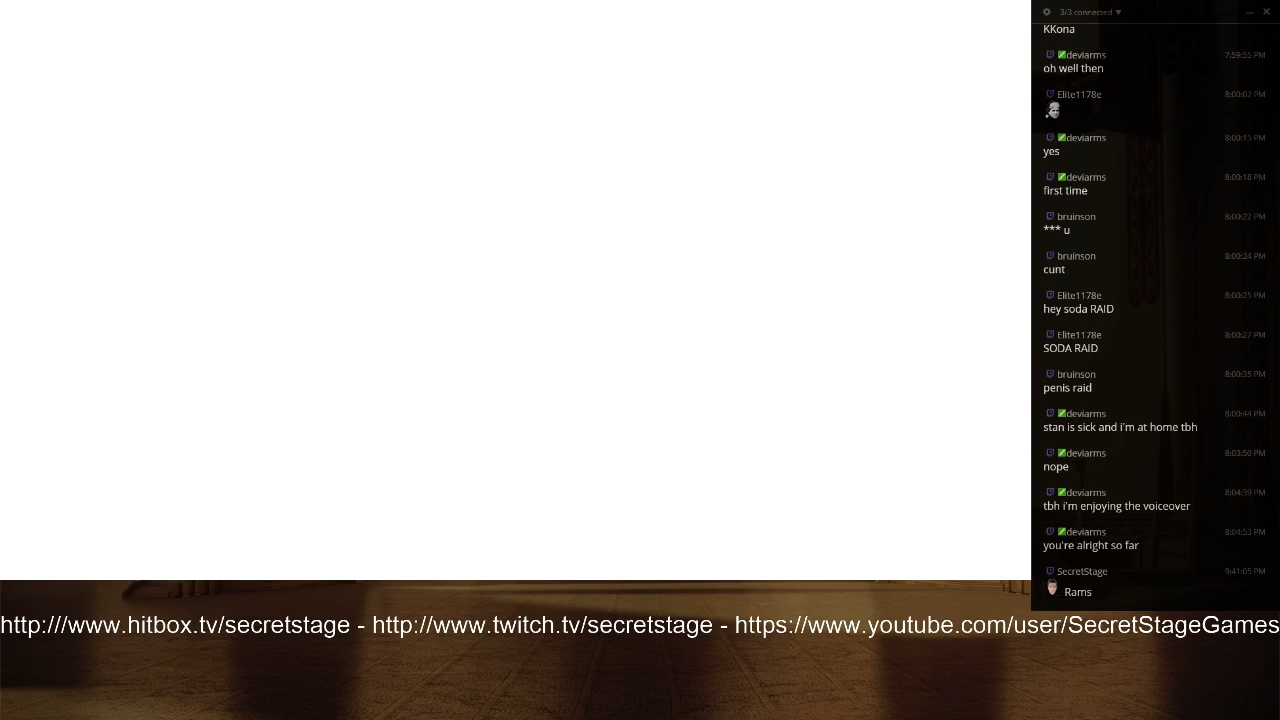 3/3 connected
KKona
deviarms 7:59:55 PM
oh well then
Elite1178e 8:00:02 PM
deviarms 8:00:15 PM
yes
deviarms 8:00:18 PM
first time
bruinson 8:00:22 PM
*** u
bruinson 8:00:24 PM
cunt
Elite1178e 8:00:25 PM
hey soda RAID
Elite1178e 8:00:27 PM
SODA RAID
bruinson 8:00:35 PM
penis raid
deviarms 8:00:44 PM
stan is sick and i'm at home tbh
deviarms 8:03:50 PM
nope
deviarms 8:04:39 PM
tbh i'm enjoying the voiceover
deviarms 8:04:53 PM
you're alright so far
SecretStage 9:41:05 PM
Rams
http:///www.hitbox.tv/secretstage - http://www.twitch.tv/secretstage - https://www.youtube.com/user/SecretStageGames